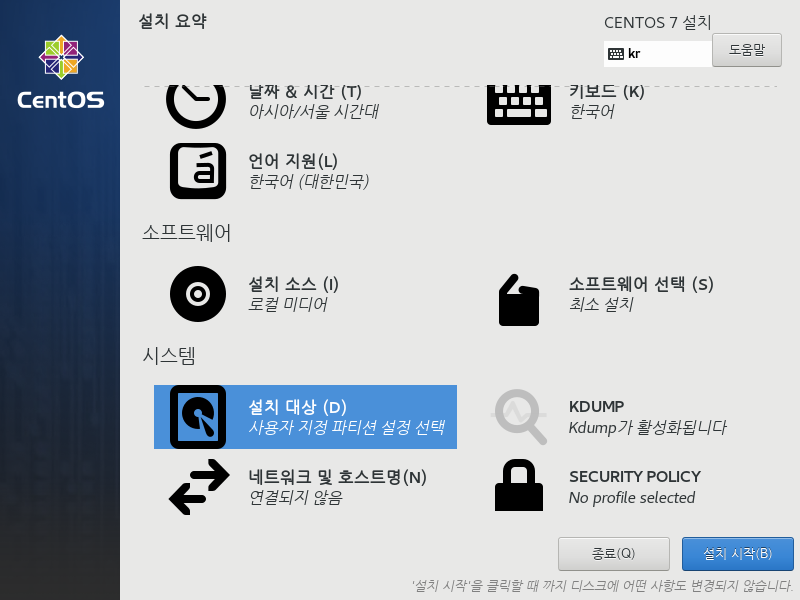 설치 요약
CENTOS 7 설치
kr
도움말
CentOS
날짜 & 시간 (T)
아시아/서울 시간대
키보드 (K)
한국어
á
언어 지원(L)
한국어 (대한민국)
소프트웨어
설치 소스 (I)
로컬 미디어
소프트웨어 선택 (S)
최소 설치
시스템
설치 대상 (D)
사용자 지정 파티션 설정 선택
KDUMP
Kdump가 활성화됩니다
네트워크 및 호스트명(N)
연결되지 않음
SECURITY POLICY
No profile selected
종료(Q)
설치 시작(B)
'설치 시작'을 클릭할 때 까지 디스크에 어떤 사항도 변경되지 않습니다.